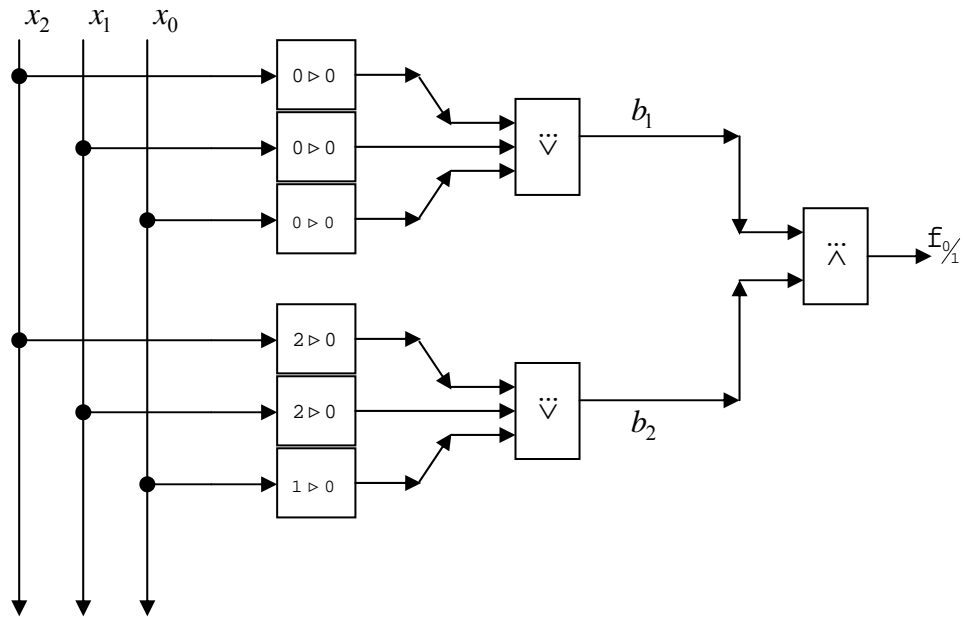 x₂ x₁ x₀
0 ▷ 0
0 ▷ 0
0 ▷ 0
⩒
b₁
⩑
f₀/₁
2 ▷ 0
2 ▷ 0
1 ▷ 0
⩒
b₂